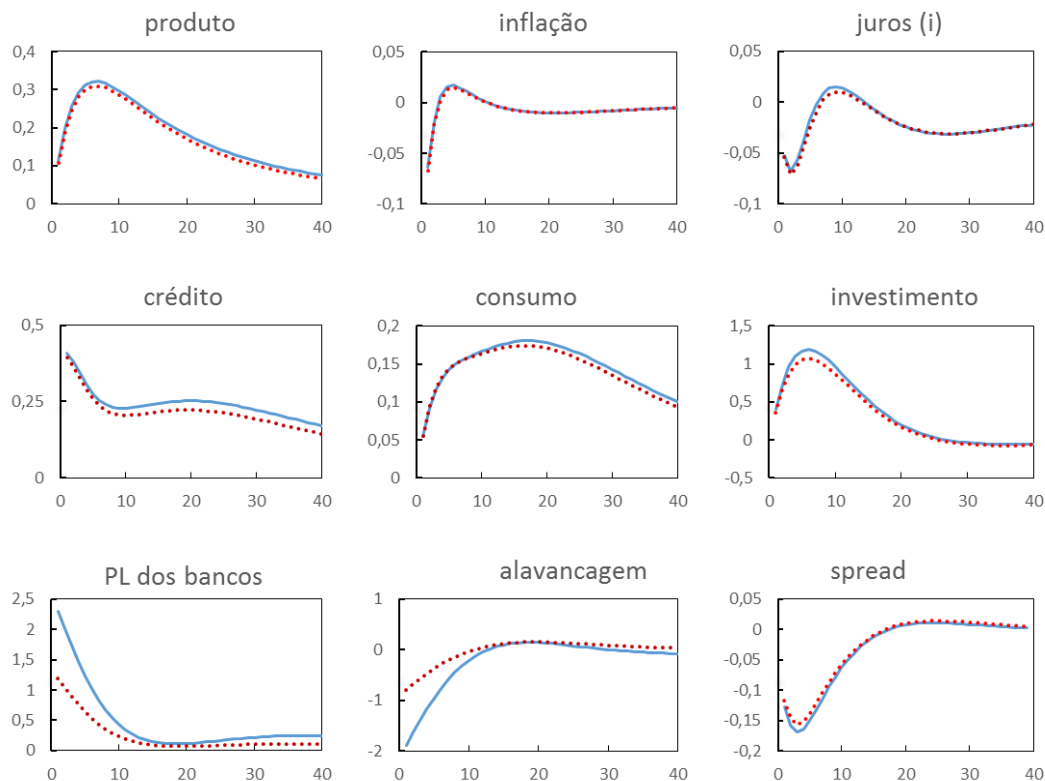 produto
0,4
0,3
0,2
0,1
0
0 10 20 30 40
inflação
0,05
0
-0,05
-0,1
0 10 20 30 40
juros (i)
0,05
0
-0,05
-0,1
0 10 20 30 40
crédito
0,5
0,25
0
0 10 20 30 40
consumo
0,2
0,15
0,1
0,05
0
0 10 20 30 40
investimento
1,5
1
0,5
0
-0,5
0 10 20 30 40
PL dos bancos
2,5
2
1,5
1
0,5
0
0 10 20 30 40
alavancagem
1
0
-1
-2
0 10 20 30 40
spread
0,05
0
-0,05
-0,1
-0,15
-0,2
0 10 20 30 40